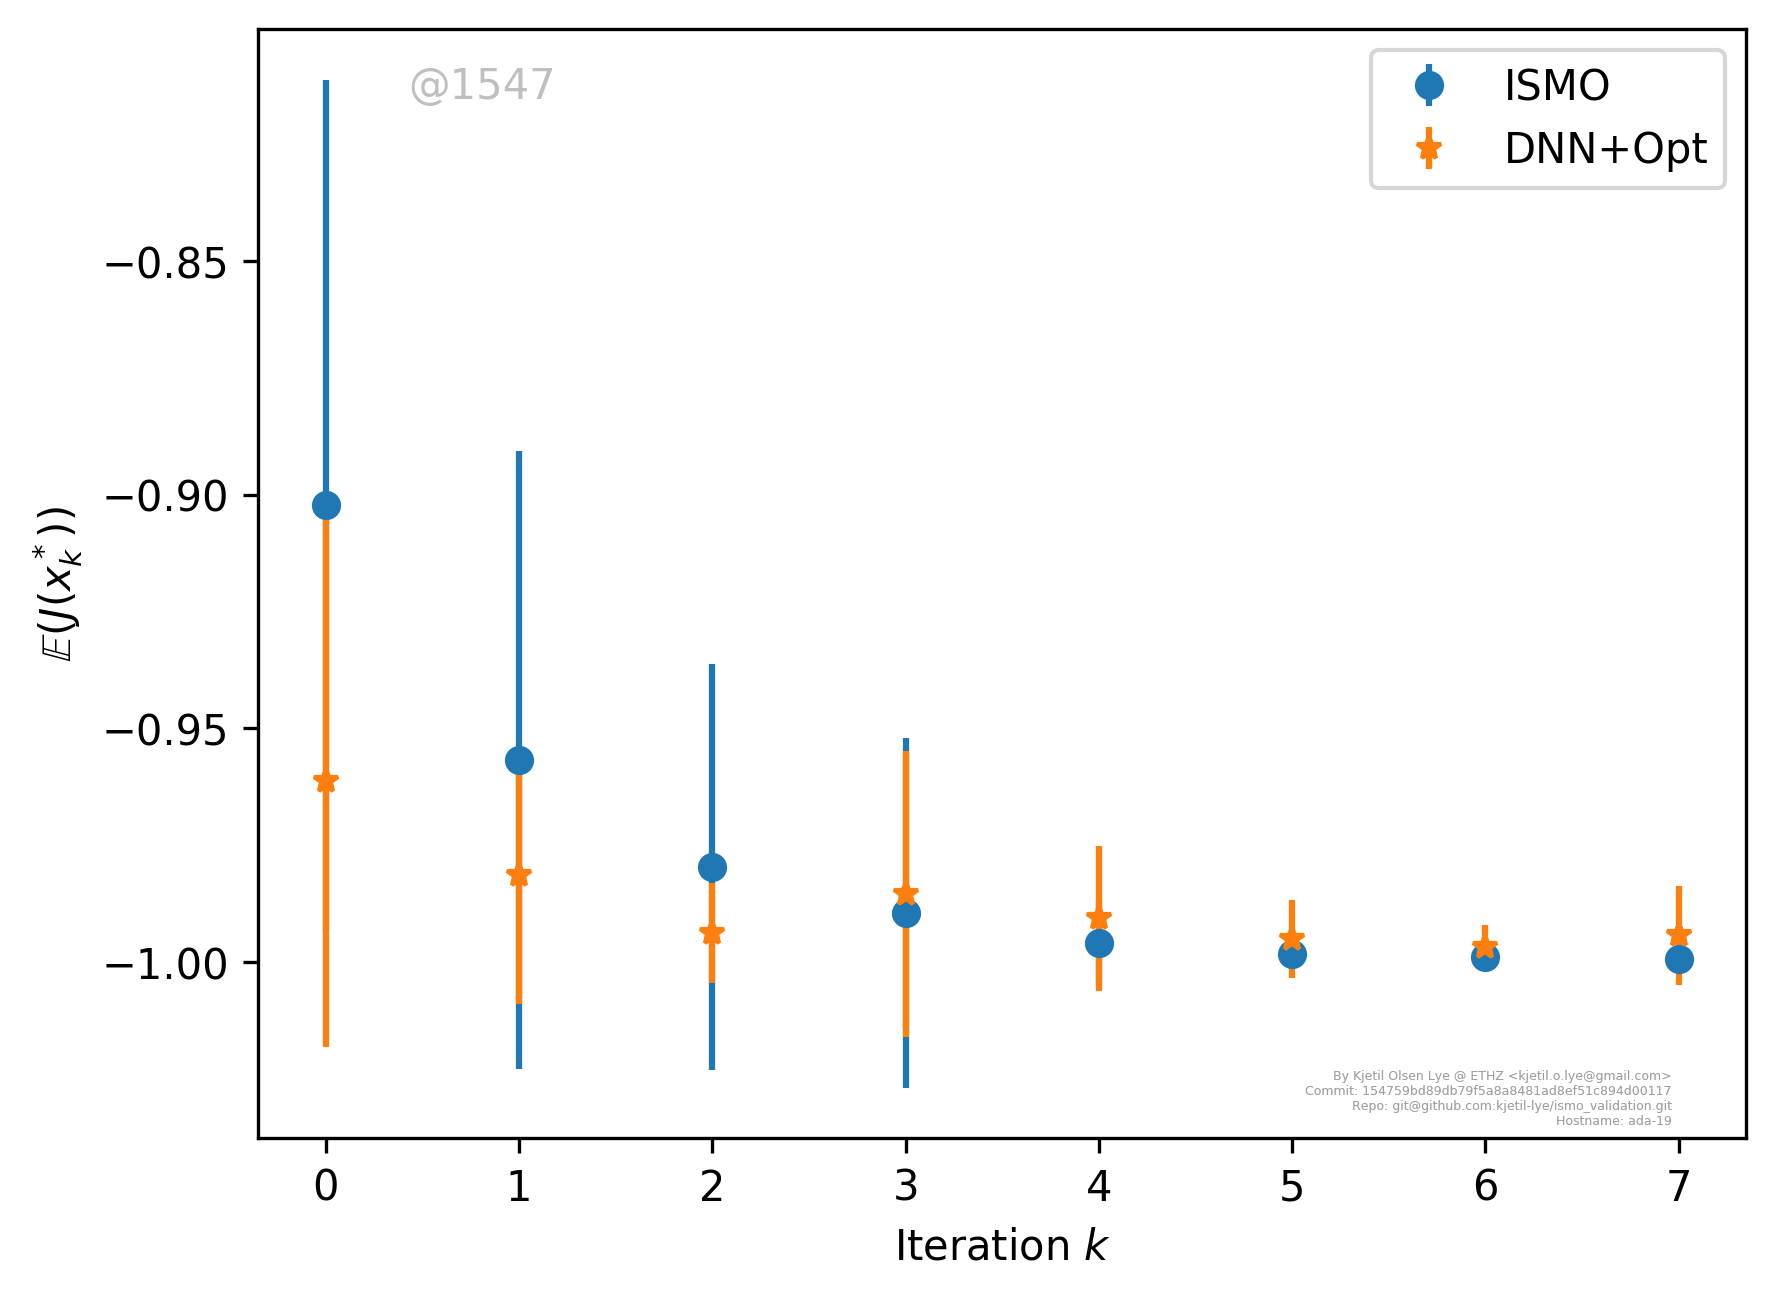 @1547
ISMO
DNN+Opt
−0.85
−0.90
−0.95
−1.00
𝔼(J(x*k))
0 1 2 3 4 5 6 7
Iteration k
By Kjetil Olsen Lye @ ETHZ <kjetil.o.lye@gmail.com>
Commit: 154759bd89db79f5a8a8481ad8ef51c894d00117
Repo: git@github.com:kjetil-lye/ismo_validation.git
Hostname: ada-19